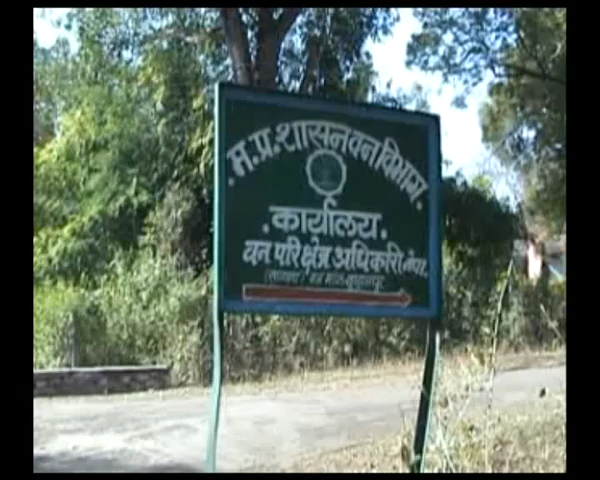 म.प्र.शासन वन विभाग.
.कार्यालय.
वन परिक्षेत्र अधिकारी नेपा.